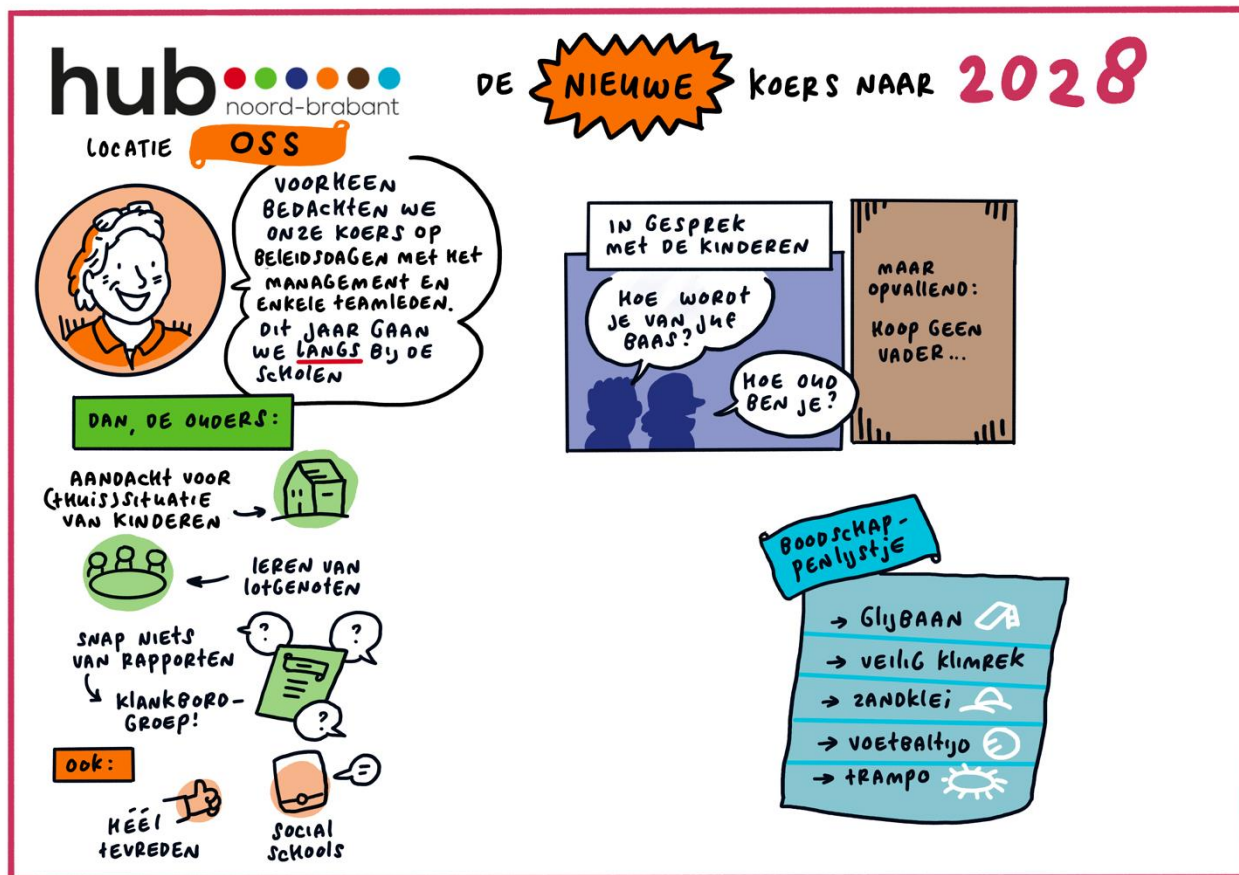 hub
noord-brabant
LOCATIE OSS
DE NIEUWE KOERS NAAR 2028
VOORHEEN
BEDACHTEN WE
ONZE KOERS OP
BELEIDSDAGEN MET HET
MANAGEMENT EN
ENKELE TEAMLEDEN.
DIT JAAR GAAN
WE LANGS BIJ DE
SCHOLEN
DAN, DE OUDERS:
AANDACHT VOOR
(THUIS)SITUATIE
VAN KINDEREN
LEREN VAN
LOTGENOTEN
SNAP NIETS
VAN RAPPORTEN
?
?
?
KLANKBORD-
GROEP!
OOK:
HÉÉL
TEVREDEN
SOCIAL
SCHOOLS
IN GESPREK
MET DE KINDEREN
HOE WORDT
JE VAN JUF
BAAS?
HOE OUD
BEN JE?
MAAR
OPVALLEND:
KOOP GEEN
VADER...
BOODSCHAP-
PENLIJSTJE
→ GLIJBAAN
→ VEILIG KLIMREK
→ ZANDKLEI
→ VOETBALTIJD
→ TRAMPO